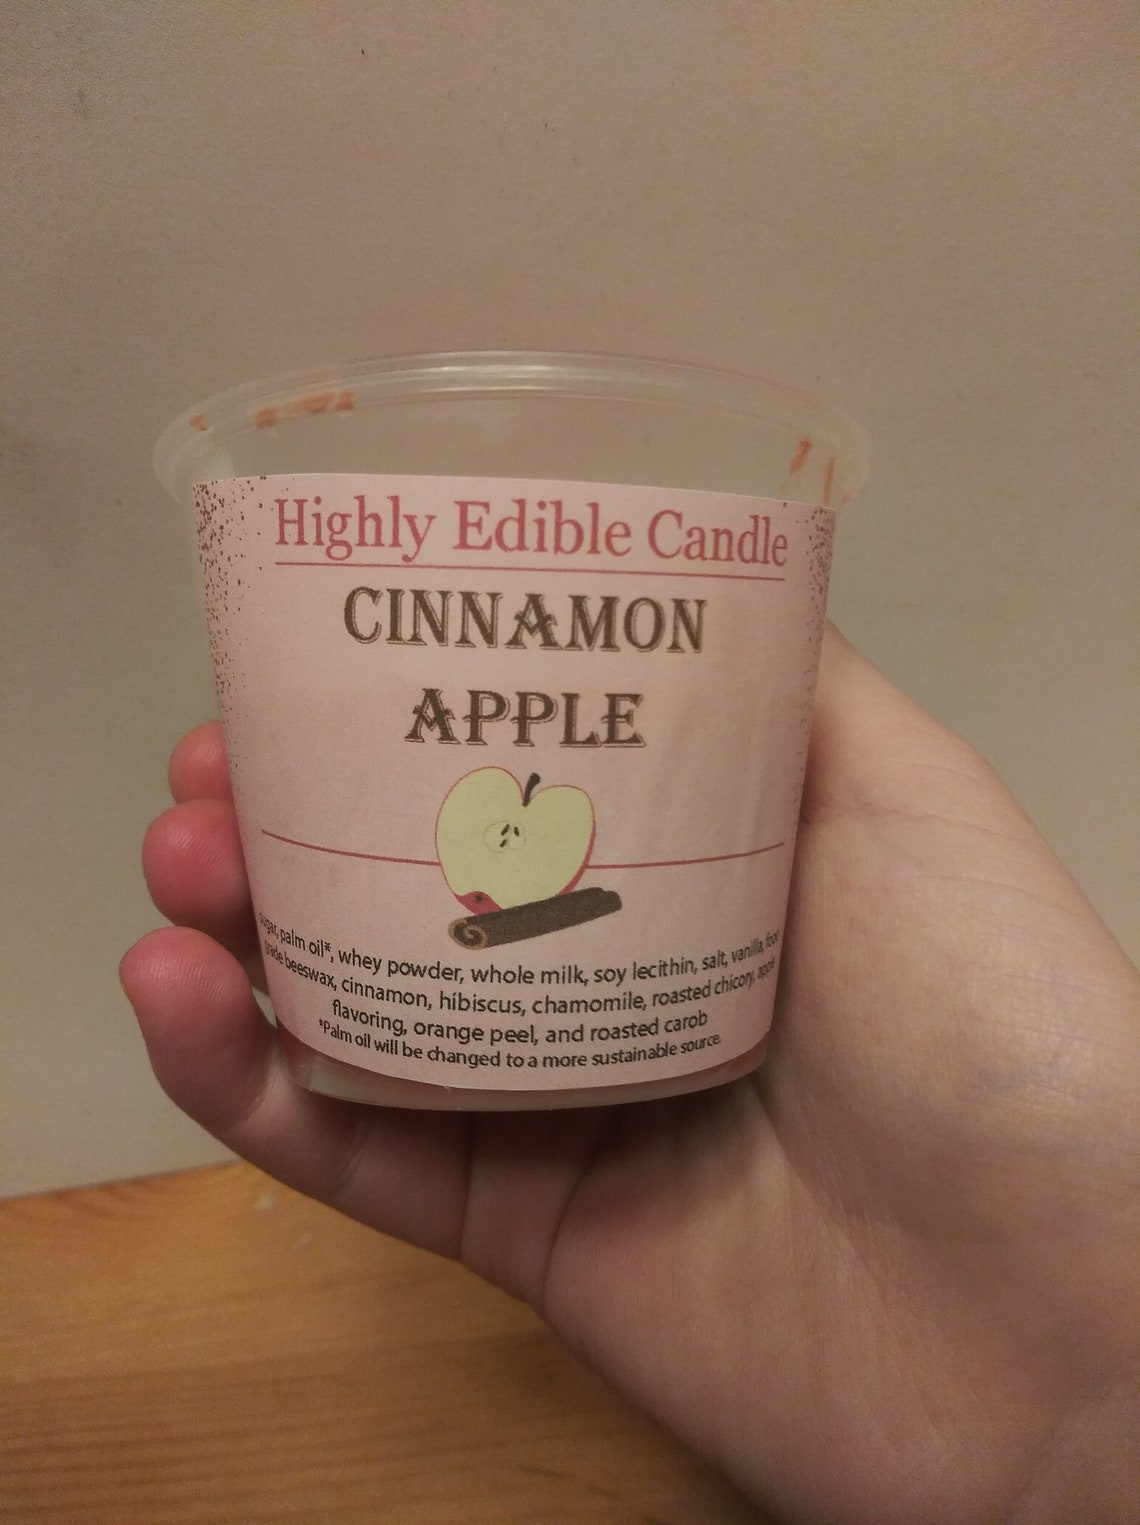 Highly Edible Candle
CINNAMON
APPLE
sugar, palm oil*, whey powder, whole milk, soy lecithin, salt, vanilla, food
grade beeswax, cinnamon, hibiscus, chamomile, roasted chicory, apple
flavoring, orange peel, and roasted carob
*Palm oil will be changed to a more sustainable source.